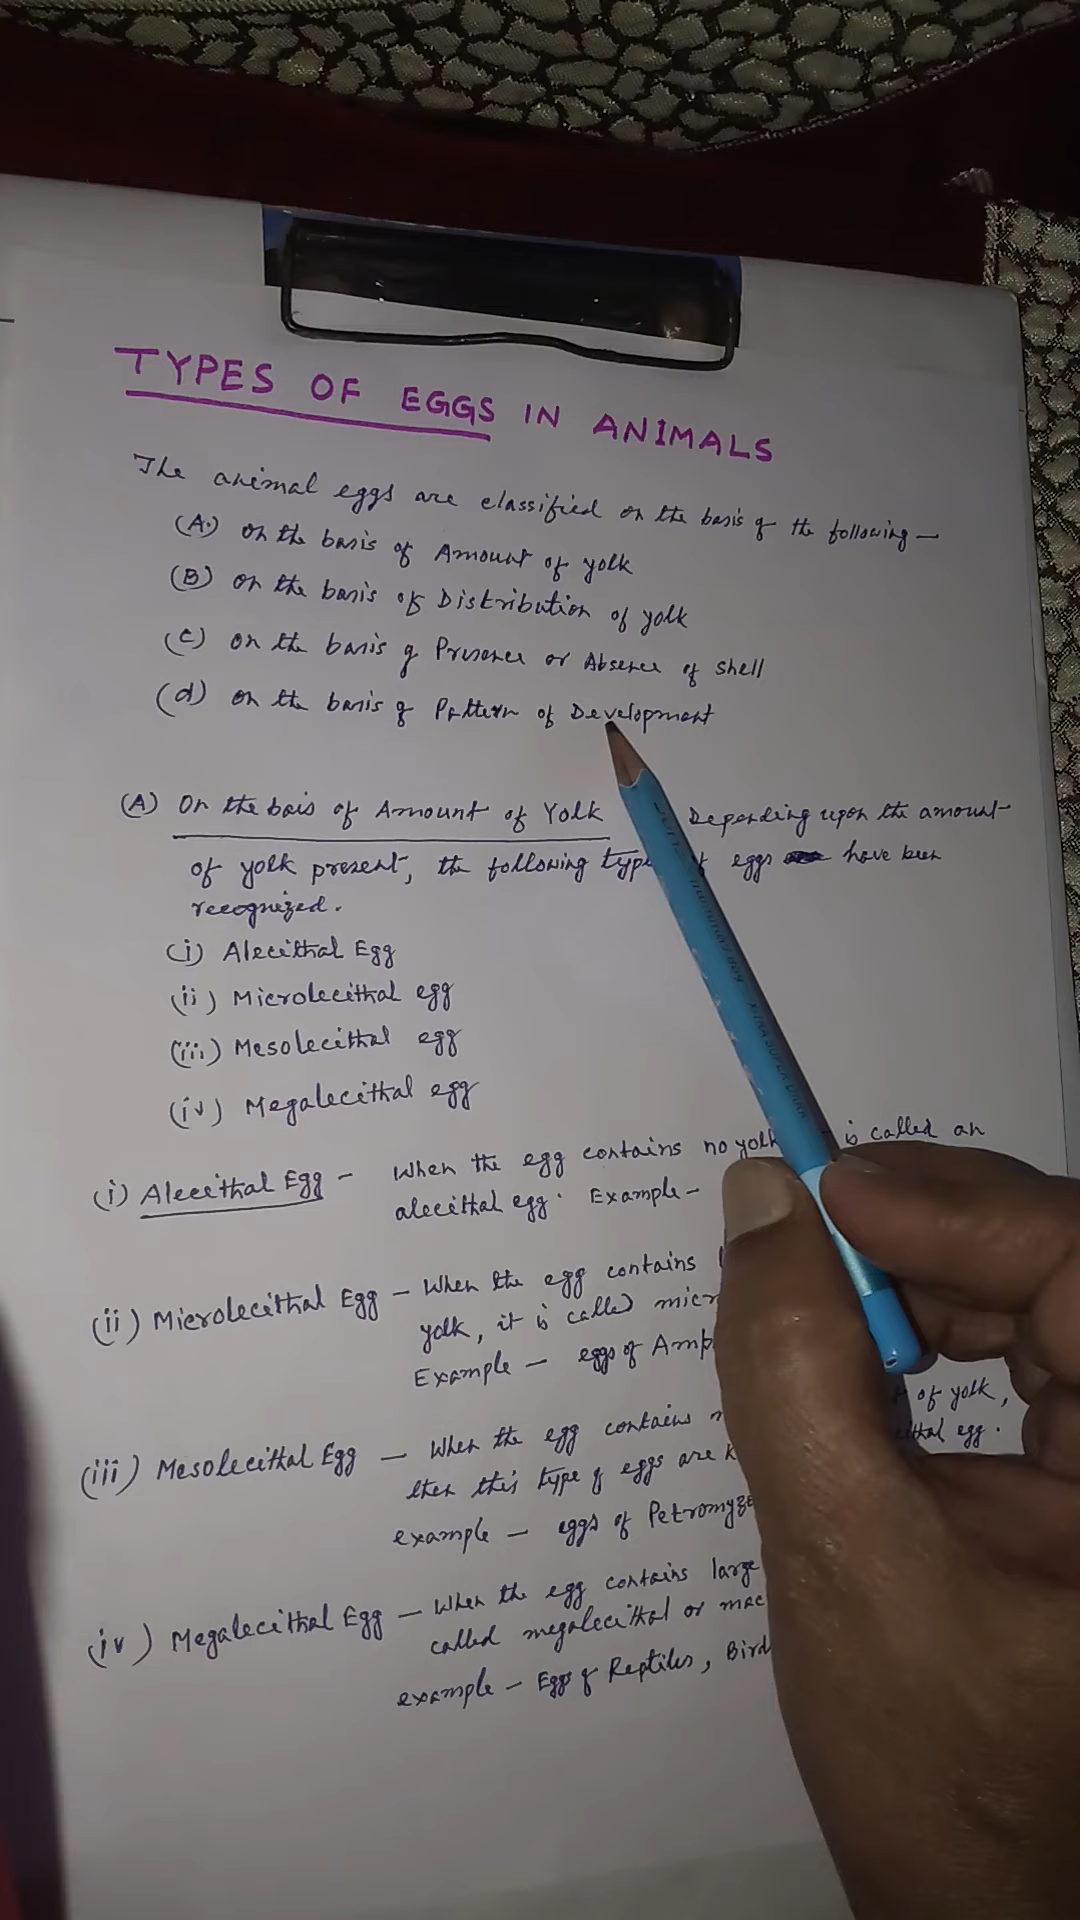 TYPES OF EGGS IN ANIMALS
The animal eggs are classified on the basis of the following —
(A.) On the basis of Amount of yolk
(B) On the basis of Distribution of yolk
(C) On the basis of Presence or Absence of shell
(d) On the basis of Pattern of Development
(A) On the bais of Amount of Yolk Depending upon the amount
of yolk present, the following type eggs have been
recognized.
(i) Alecithal Egg
(ii) Microlecithal egg
(iii) Mesolecithal egg
(iv) Megalecithal egg
(i) Alecithal Egg - When the egg contains no yolk is called an
alecithal egg. Example -
(ii) Microlecithal Egg - When the egg contains
yolk, it is called
Example - eggs of
of yolk,
(iii) Mesolecithal Egg - When the egg contains egg.
then this type of eggs are
example - eggs of
(iv) Megalecithal Egg - When the egg contains large
called megalecithal or
example - Eggs of Reptiles,